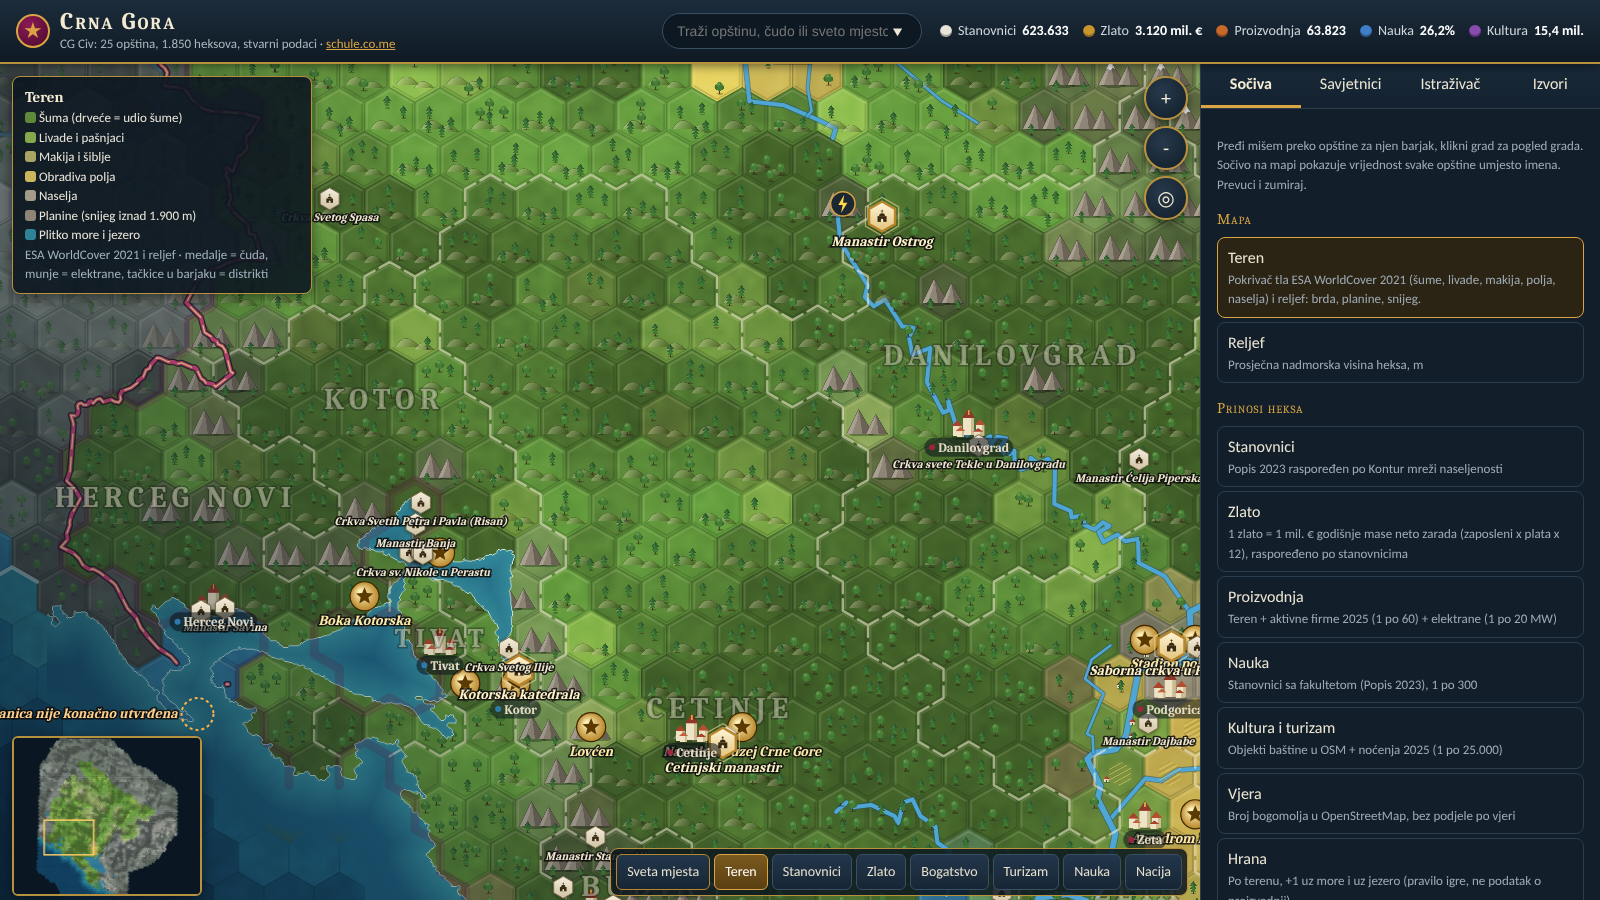 Crna Gora
CG Civ: 25 opština, 1.850 heksova, stvarni podaci · schule.co.me
Traži opštinu, čudo ili sveto mjesto
Stanovnici 623.633
Zlato 3.120 mil. €
Proizvodnja 63.823
Nauka 26,2%
Kultura 15,4 mil.
Teren
Šuma (drveće = udio šume)
Livade i pašnjaci
Makija i šiblje
Obradiva polja
Naselja
Planine (snijeg iznad 1.900 m)
Plitko more i jezero
ESA WorldCover 2021 i reljef · medalje = čuda,
munje = elektrane, tačkice u barjaku = distrikti
Crkva Svetog Spasa
Manastir Ostrog
DANILOVGRAD
KOTOR
Danilovgrad
Crkva svete Tekle u Danilovgradu
Manastir Ćelija Piperska
HERCEG NOVI
Crkva Svetih Petra i Pavla (Risan)
Manastir Banja
Crkva sv. Nikole u Perastu
Boka Kotorska
Herceg Novi
Manastir Savina
TIVAT
Tivat
Crkva Svetog Ilije
Kotorska katedrala
Kotor
anica nije konačno utvrđena
CETINJE
Lovćen
Cetinje
zej Crne Gore
Cetinjski manastir
Stadion po
Saborna crkva u P
Podgorica
Manastir Dajbabe
Zeta
drom
Manastir Sta
BU
+
-
Sveta mjesta
Teren
Stanovnici
Zlato
Bogatstvo
Turizam
Nauka
Nacija
Sočiva
Savjetnici
Istraživač
Izvori
Pređi mišem preko opštine za njen barjak, klikni grad za pogled grada.
Sočivo na mapi pokazuje vrijednost svake opštine umjesto imena.
Prevuci i zumiraj.
Mapa
Teren
Pokrivač tla ESA WorldCover 2021 (šume, livade, makija, polja,
naselja) i reljef: brda, planine, snijeg.
Reljef
Prosječna nadmorska visina heksa, m
Prinosi heksa
Stanovnici
Popis 2023 raspoređen po Kontur mreži naseljenosti
Zlato
1 zlato = 1 mil. € godišnje mase neto zarada (zaposleni x plata x
12), raspoređeno po stanovnicima
Proizvodnja
Teren + aktivne firme 2025 (1 po 60) + elektrane (1 po 20 MW)
Nauka
Stanovnici sa fakultetom (Popis 2023), 1 po 300
Kultura i turizam
Objekti baštine u OSM + noćenja 2025 (1 po 25.000)
Vjera
Broj bogomolja u OpenStreetMap, bez podjele po vjeri
Hrana
Po terenu, +1 uz more i uz jezero (pravilo igre, ne podatak o
proizvodnji)